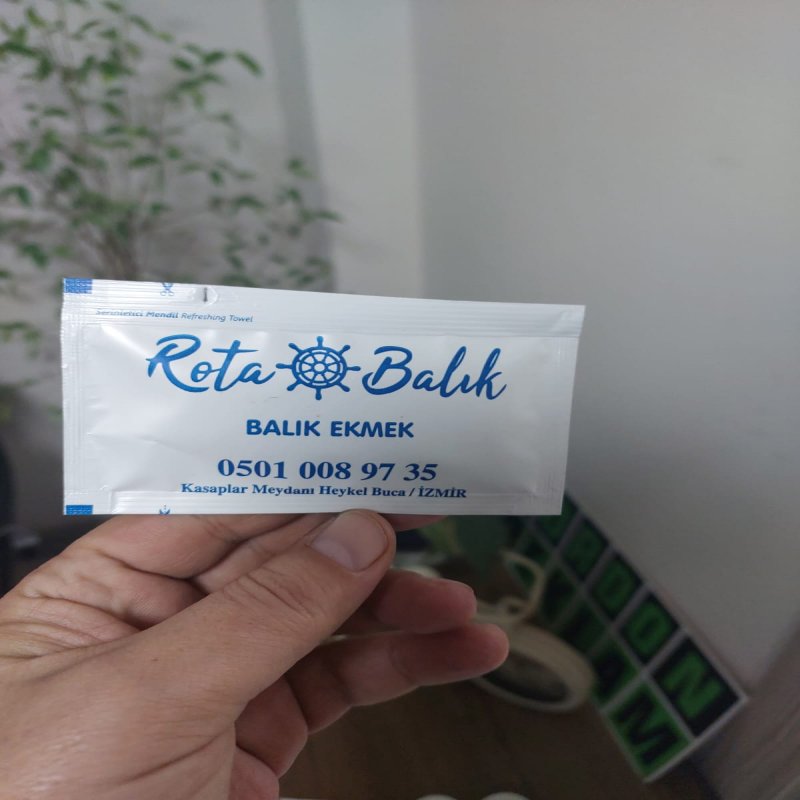 Serinletici Mendil Refreshing Towel
Rota Balık
BALIK EKMEK
0501 008 97 35
Kasaplar Meydanı Heykel Buca / İZMİR